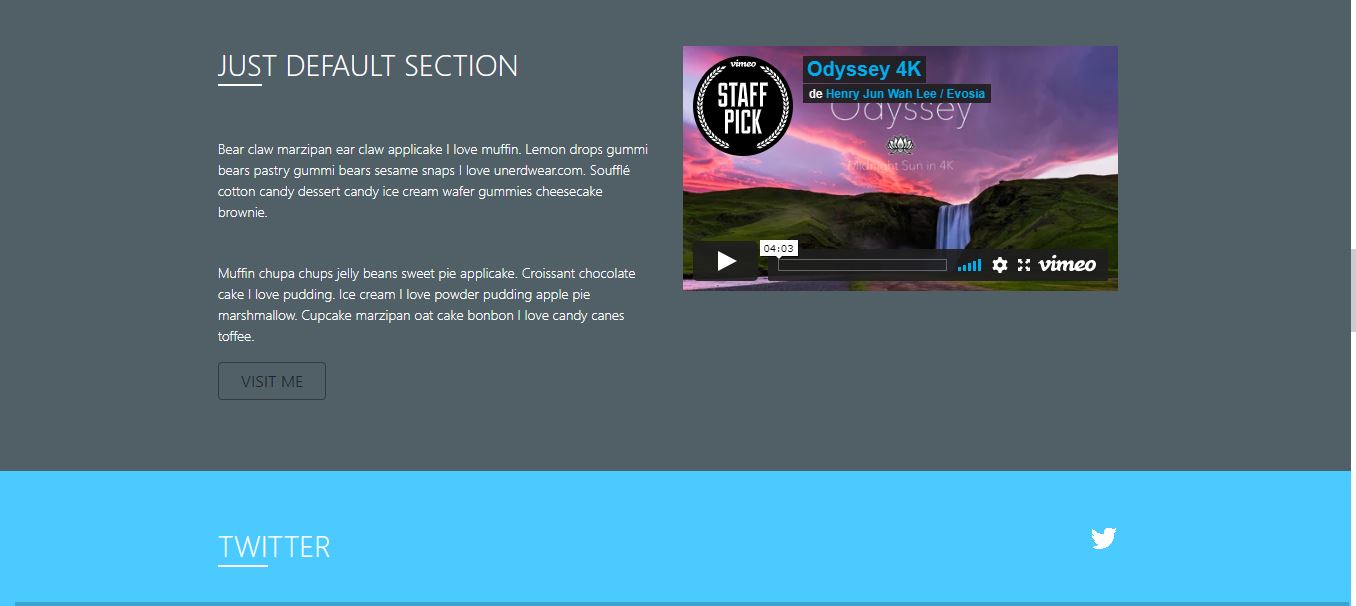 JUST DEFAULT SECTION
Bear claw marzipan ear claw applicake I love muffin. Lemon drops gummi
bears pastry gummi bears sesame snaps I love unerdwear.com. Soufflé
cotton candy dessert candy ice cream wafer gummies cheesecake
brownie.
Muffin chupa chups jelly beans sweet pie applicake. Croissant chocolate
cake I love pudding. Ice cream I love powder pudding apple pie
marshmallow. Cupcake marzipan oat cake bonbon I love candy canes
toffee.
VISIT ME
vimeo
STAFF
PICK
Odyssey 4K
de Henry Jun Wah Lee / Evosia
Odyssey
Midnight Sun in 4K
04:03
vimeo
TWITTER